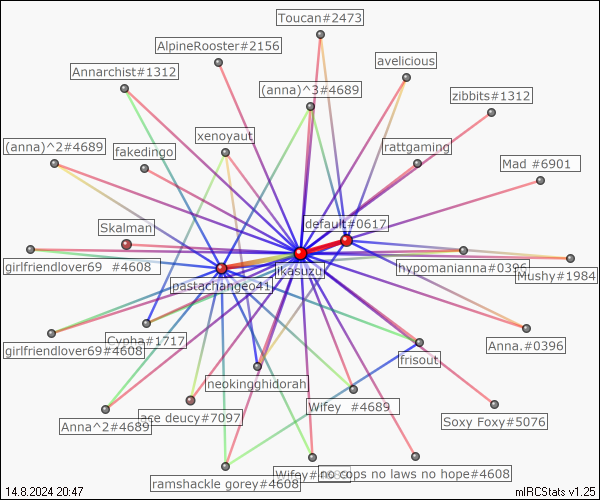 Toucan#2473
AlpineRooster#2156
avelicious
Annarchist#1312
(anna)^3#4689
zibbits#1312
xenoyaut
(anna)^2#4689
fakedingo
rattgaming
Mad #6901
default#0617
Skalman
girlfriendlover69 #4608
ikasuzu
hypomanianna#0396
Mushy#1984
pastachangeo41
Cypha#1717
girlfriendlover69#4608
Anna.#0396
frisout
neokingghidorah
Wifey #4689
Anna^2#4689
ace deucy#7097
Soxy Foxy#5076
ramshackle gorey#4608
no cops no laws no hope#4608
14.8.2024 20:47
mIRCStats v1.25